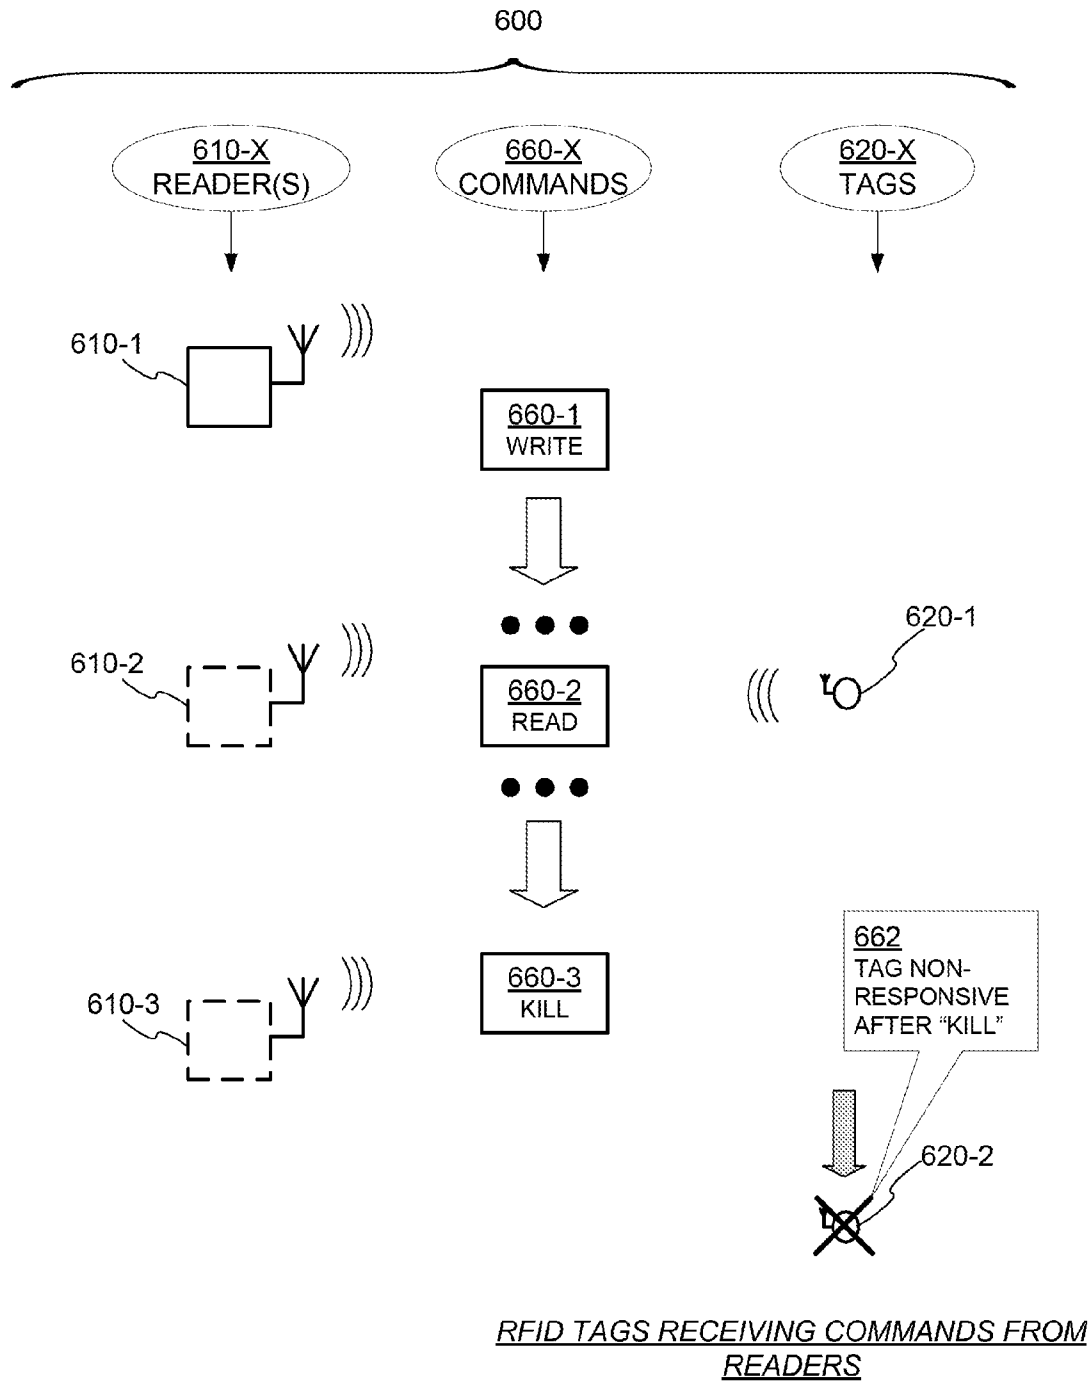 600
610-X
READER(S)
660-X
COMMANDS
620-X
TAGS
610-1
660-1
WRITE
620-1
610-2
660-2
READ
662
TAG NON-
RESPONSIVE
AFTER “KILL”
610-3
660-3
KILL
620-2
RFID TAGS RECEIVING COMMANDS FROM
READERS